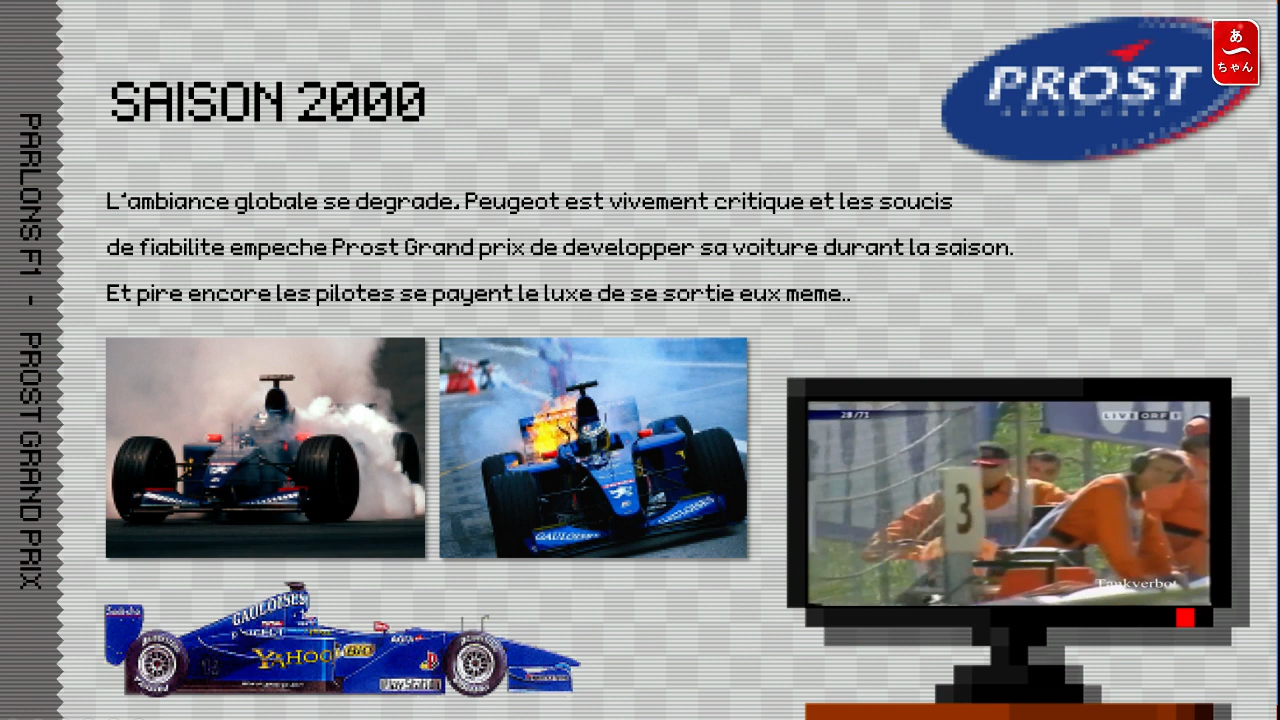 PROST
あー
ちゃん
SAISON 2000
PARLONS F1 - PROST GRAND PRIX
L'ambiance globale se degrade. Peugeot est vivement critique et les soucis
de fiabilite empeche Prost Grand prix de developper sa voiture durant la saison.
Et pire encore les pilotes se payent le luxe de se sortie eux meme..
GAULOISES
28/71
LIVE ORF 1
3
Tankverbot
GAULOISES
YAHOO!
PlayStation